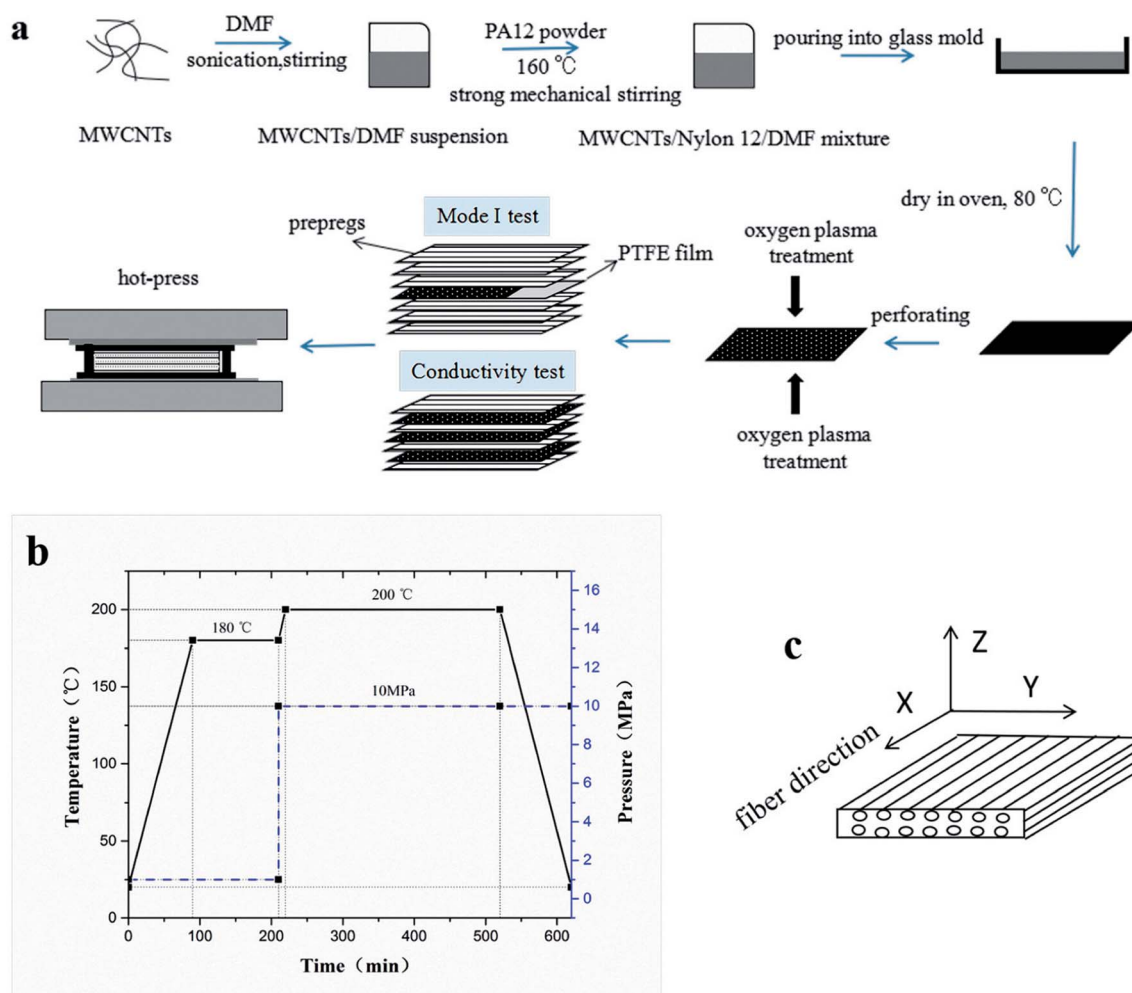 a
DMF
sonication,stirring
PA12 powder
160 ℃
strong mechanical stirring
pouring into glass mold
MWCNTs
MWCNTs/DMF suspension
MWCNTs/Nylon 12/DMF mixture
dry in oven, 80 ℃
Mode I test
prepregs
PTFE film
hot-press
oxygen plasma
treatment
perforating
Conductivity test
oxygen plasma
treatment
b
200 ℃
180 ℃
10MPa
Temperature (℃)
200
150
100
50
0
0
100
200
300
400
500
600
Time (min)
16
14
12
10
8
6
4
2
0
Pressure (MPa)
c
Z
Y
X
fiber direction